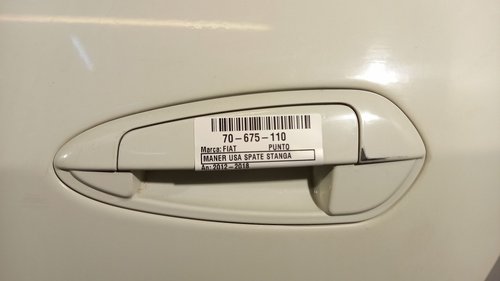 70-675-110
Marca: FIAT PUNTO
MANER USA SPATE STANGA
An: 2012-2018